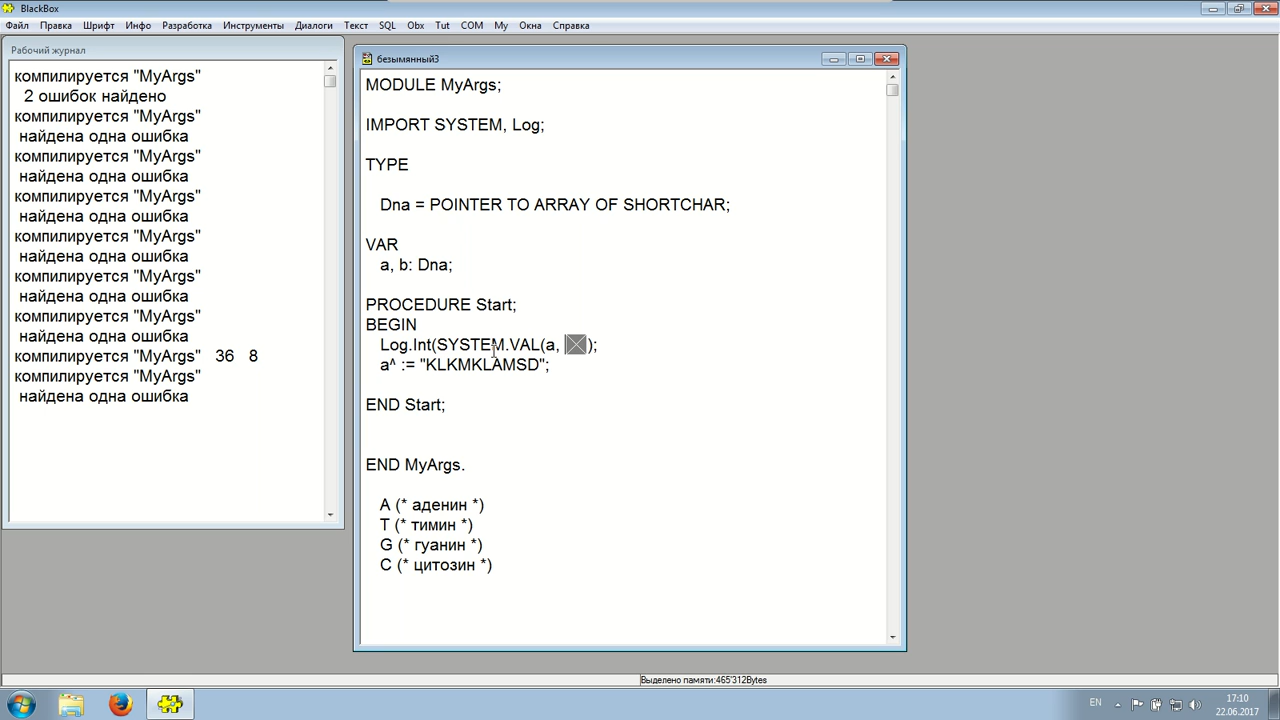 BlackBox
Файл Правка Шрифт Инфо Разработка Инструменты Диалоги Текст SQL Obx Tut COM My Окна Справка
Рабочий журнал
компилируется "MyArgs"
2 ошибок найдено
компилируется "MyArgs"
найдена одна ошибка
компилируется "MyArgs"
найдена одна ошибка
компилируется "MyArgs"
найдена одна ошибка
компилируется "MyArgs"
найдена одна ошибка
компилируется "MyArgs"
найдена одна ошибка
компилируется "MyArgs"
найдена одна ошибка
компилируется "MyArgs" 36 8
компилируется "MyArgs"
найдена одна ошибка
безымянный3
MODULE MyArgs;
IMPORT SYSTEM, Log;
TYPE
Dna = POINTER TO ARRAY OF SHORTCHAR;
VAR
a, b: Dna;
PROCEDURE Start;
BEGIN
Log.Int(SYSTEM.VAL(a, );
a^ := "KLKMKLAMSD";
END Start;
END MyArgs.
A (* аденин *)
T (* тимин *)
G (* гуанин *)
C (* цитозин *)
Выделено памяти:465'312Bytes
EN
17:10
22.06.2017